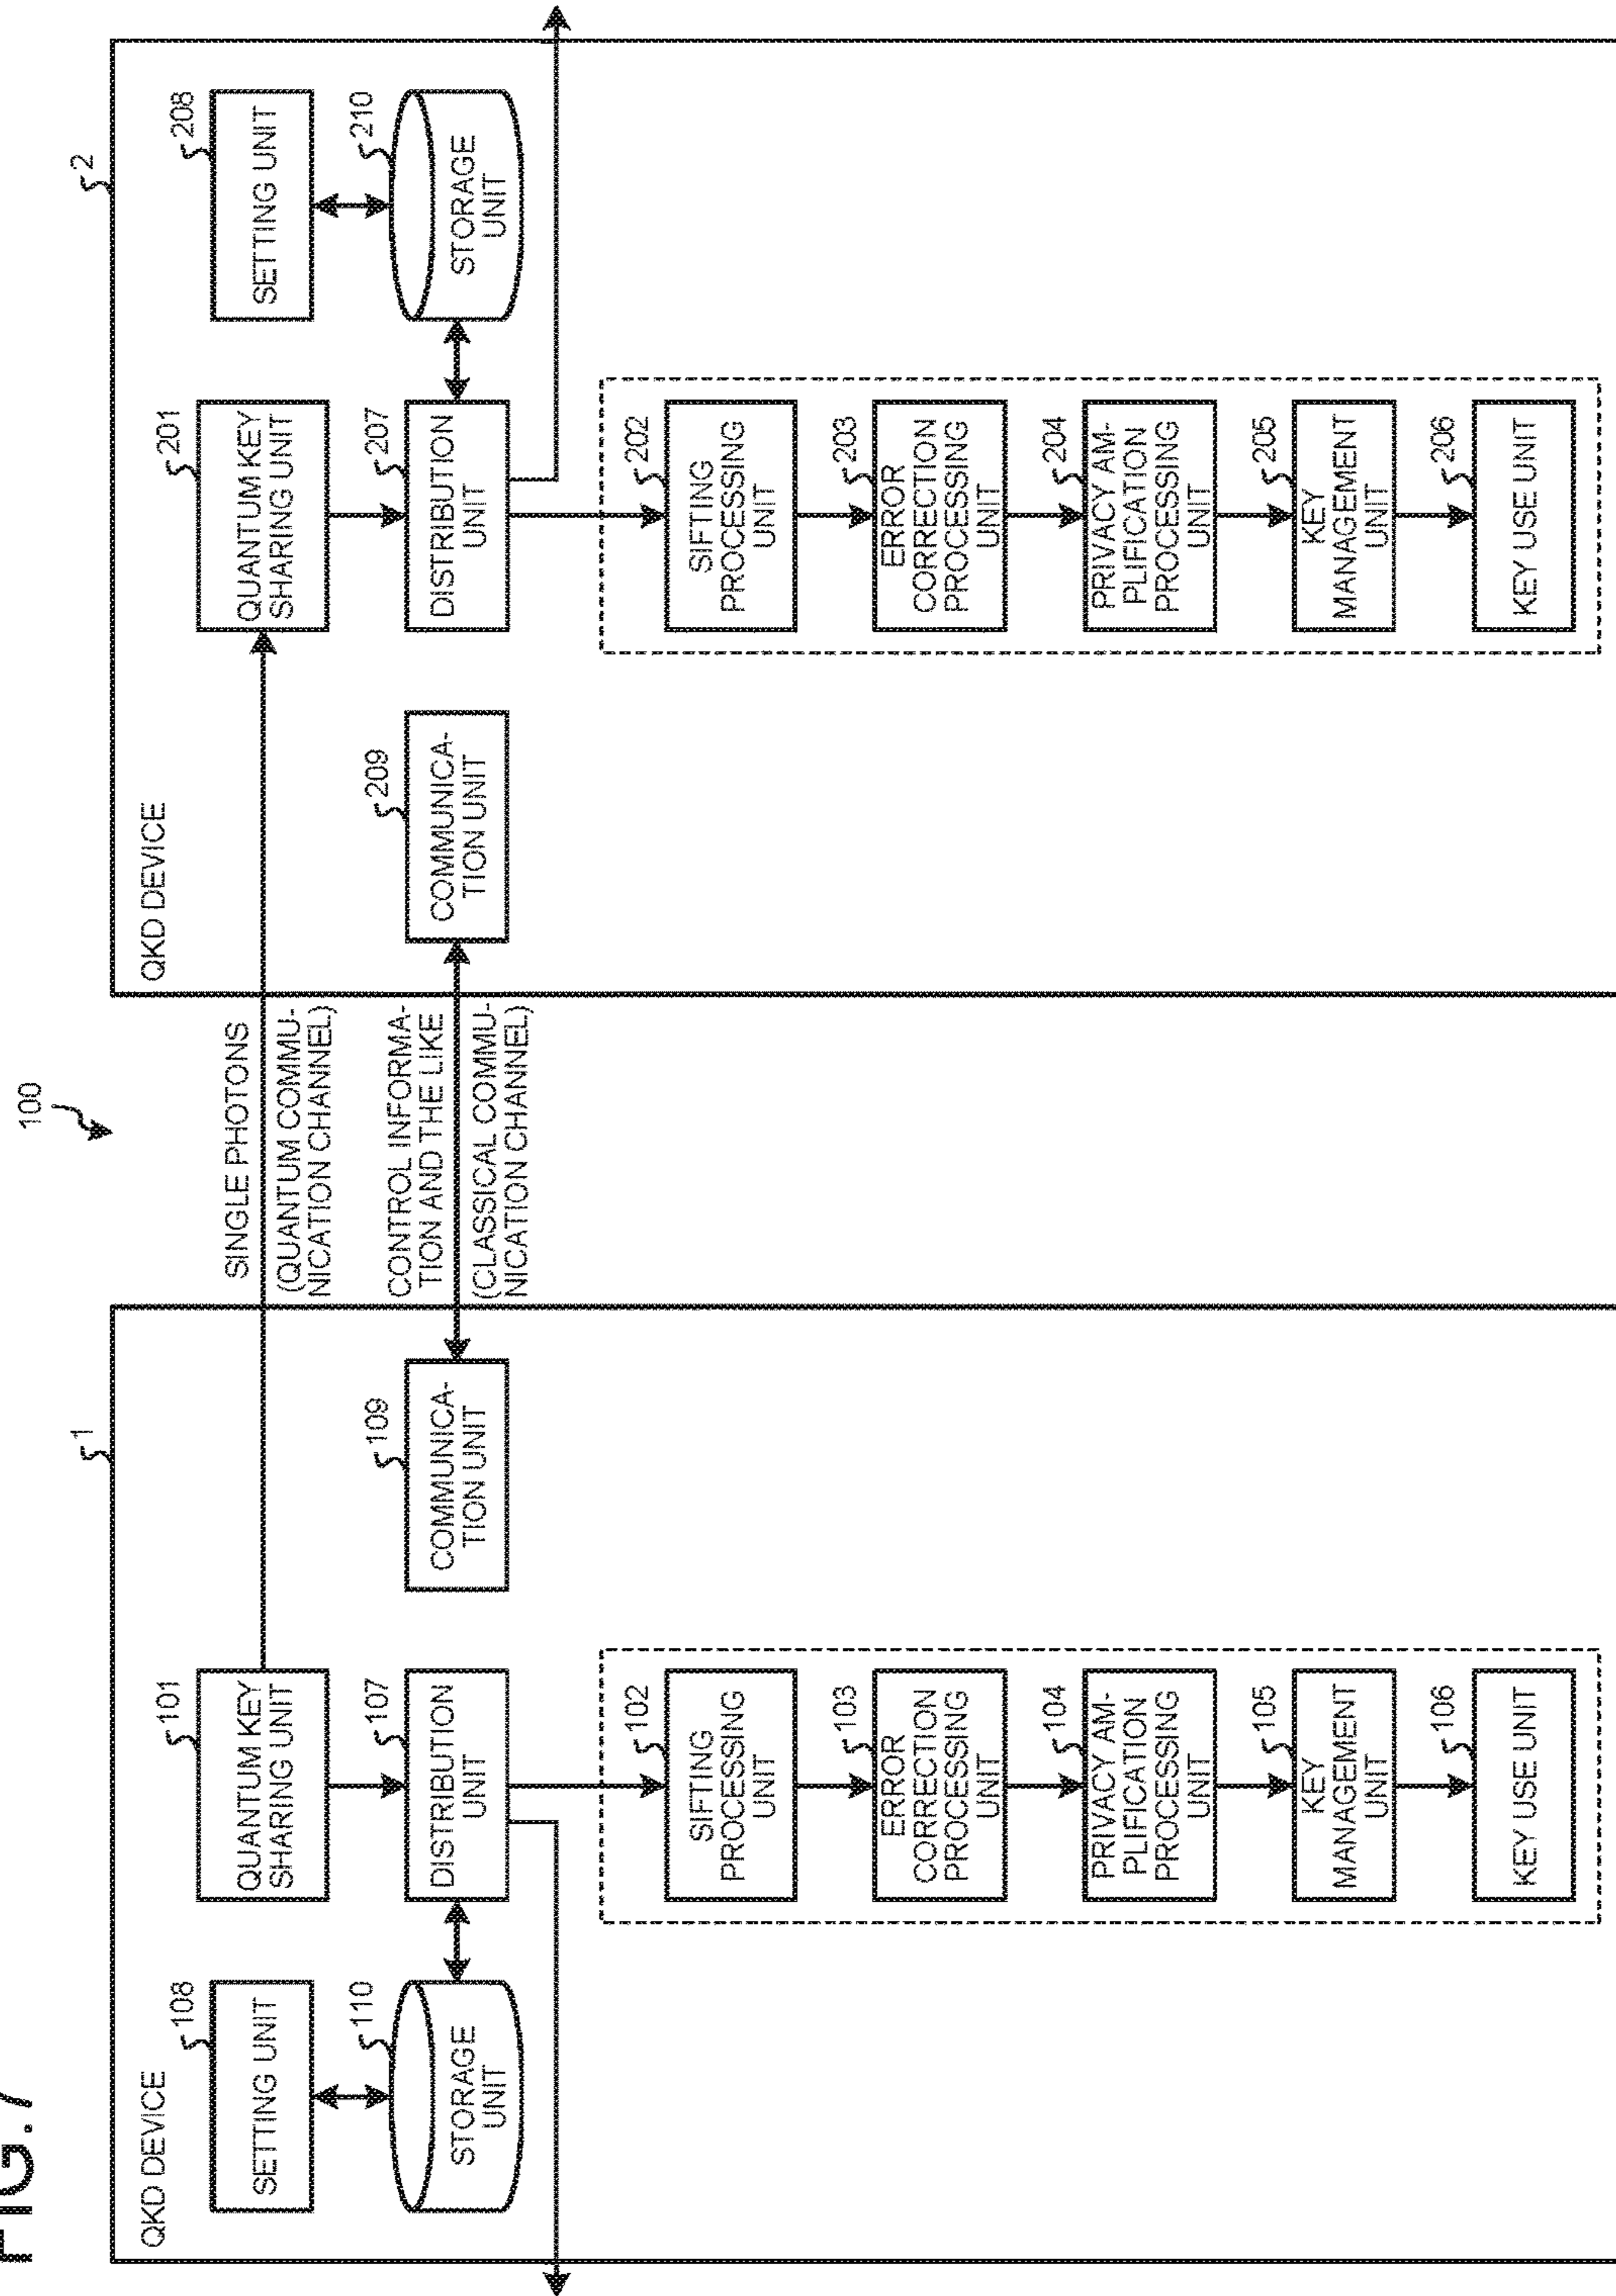 FIG.7
100
1
QKD DEVICE
108
SETTING UNIT
110
STORAGE
UNIT
101
QUANTUM KEY
SHARING UNIT
107
DISTRIBUTION
UNIT
109
COMMUNICA-
TION UNIT
102
SIFTING
PROCESSING
UNIT
103
ERROR
CORRECTION
PROCESSING
UNIT
104
PRIVACY AM-
PLIFICATION
PROCESSING
UNIT
105
KEY
MANAGEMENT
UNIT
106
KEY USE UNIT
SINGLE PHOTONS
(QUANTUM COMMU-
NICATION CHANNEL)
CONTROL INFORMA-
TION AND THE LIKE
(CLASSICAL COMMU-
NICATION CHANNEL)
2
QKD DEVICE
209
COMMUNICA-
TION UNIT
201
QUANTUM KEY
SHARING UNIT
207
DISTRIBUTION
UNIT
208
SETTING UNIT
210
STORAGE
UNIT
202
SIFTING
PROCESSING
UNIT
203
ERROR
CORRECTION
PROCESSING
UNIT
204
PRIVACY AM-
PLIFICATION
PROCESSING
UNIT
205
KEY
MANAGEMENT
UNIT
206
KEY USE UNIT